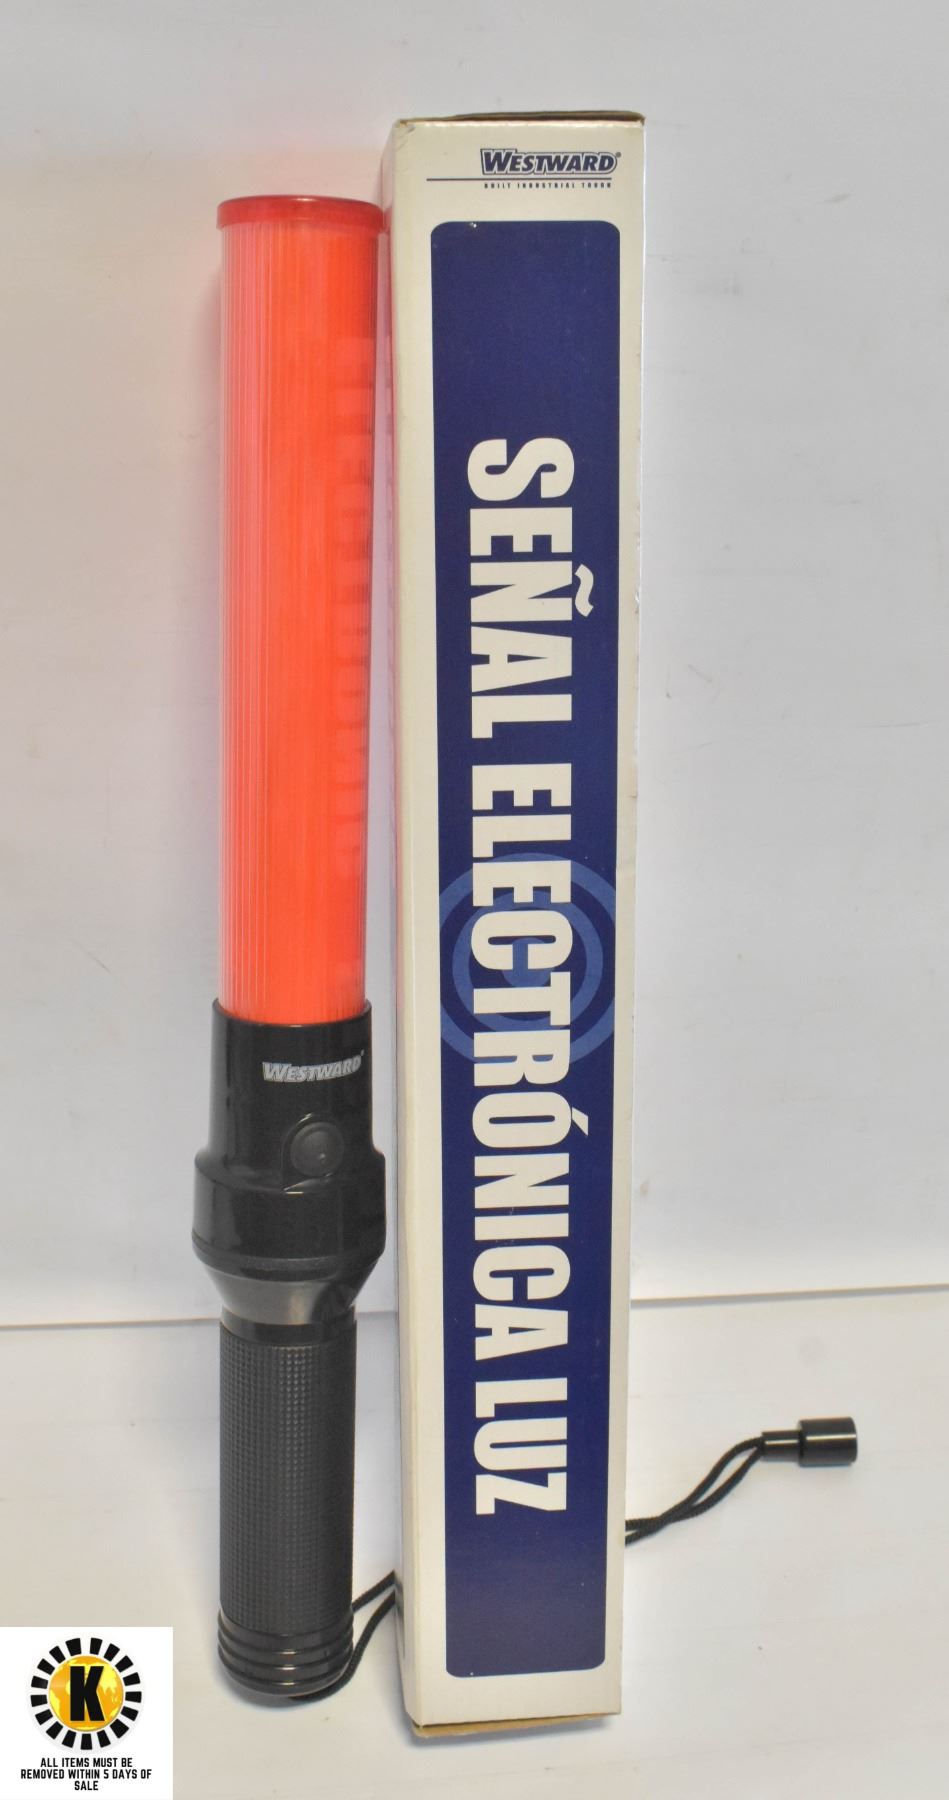 WESTWARD®
BUILT INDUSTRIAL TOUGH
SEÑAL ELECTRÓNICA LUZ
WESTWARD
K
ALL ITEMS MUST BE
REMOVED WITHIN 5 DAYS OF
SALE